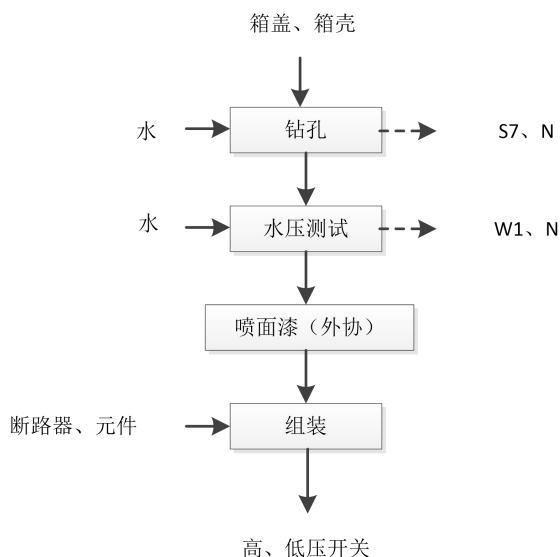 箱盖、箱壳
水 钻孔 S7、N
水 水压测试 W1、N
喷面漆（外协）
断路器、元件 组装
高、低压开关